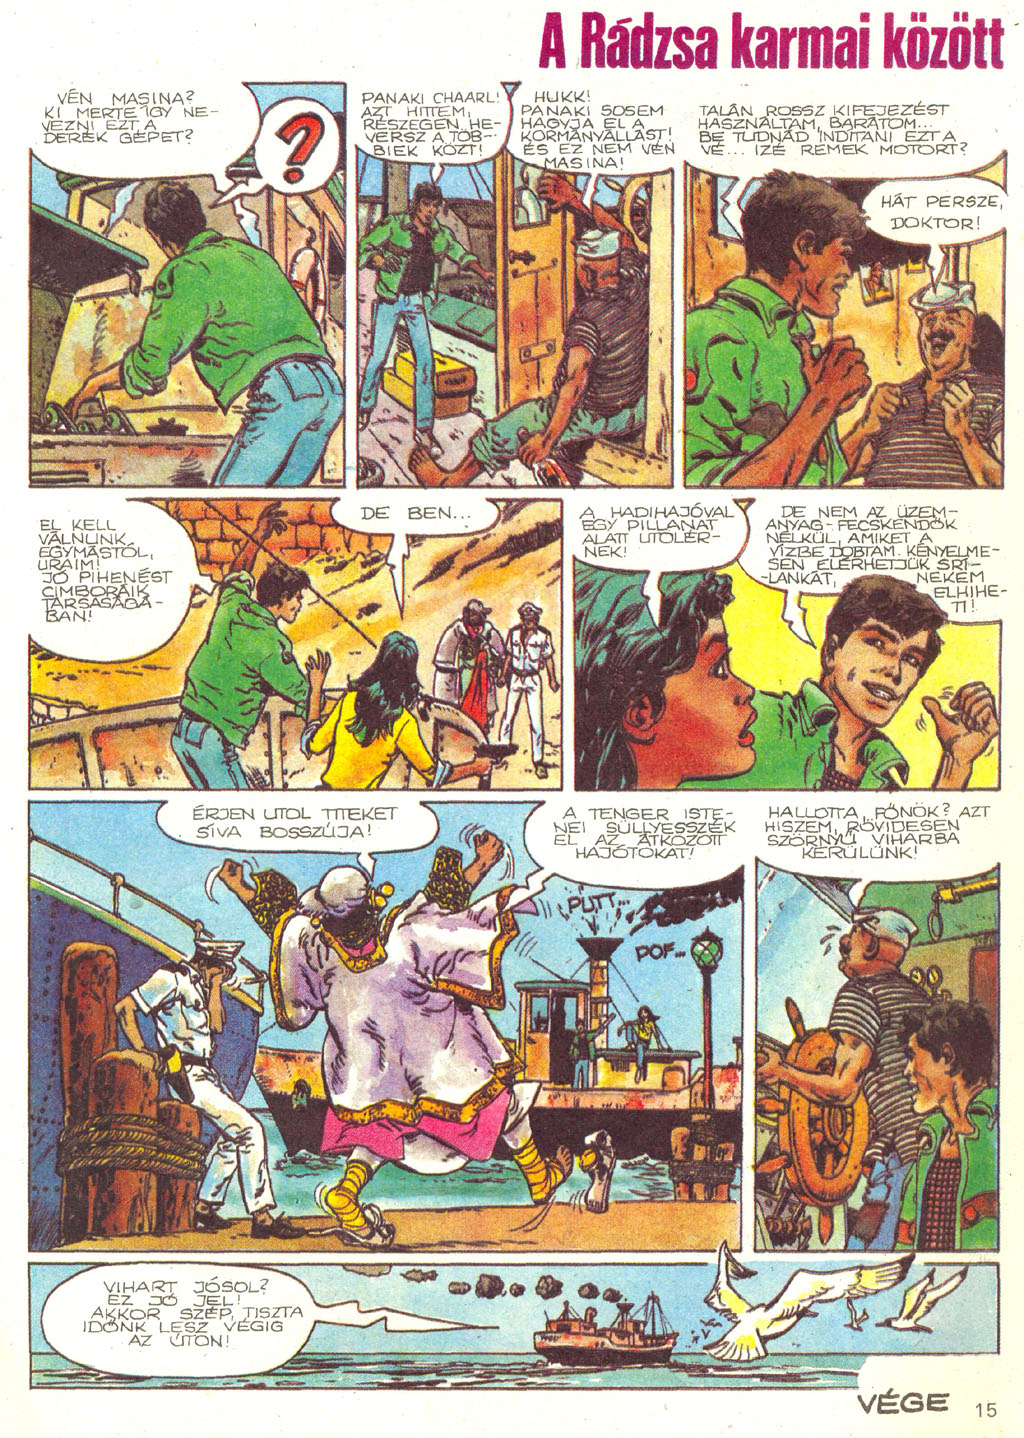 A Rádzsa karmai között
VÉN MASINA?
KI MERTE ÍGY NE-
VEZNI EZT A
DERÉK GÉPET?
?
PANAKI CHAARL!
AZT HITTEM,
RÉSZEGEN HE-
VERSZ A TÖB-
BIEK KÖZT!
HUKK!
PANAKI SOSEM
HAGYJA EL A
KORMÁNYÁLLÁST!
ÉS EZ NEM VÉN
MASINA!
TALÁN ROSSZ KIFEJEZÉST
HASZNÁLTAM, BARÁTOM...
BE TUDNÁD INDÍTANI EZT A
VÉ... IZÉ REMEK MOTORT?
HÁT PERSZE,
DOKTOR!
EL KELL
VÁLNUNK
EGYMÁSTÓL,
URAIM!
JÓ PIHENÉST
CIMBORÁIK
TÁRSASÁGÁ-
BAN!
DE BEN...
A HADIHAJÓVAL
EGY PILLANAT
ALATT UTOLÉR-
NEK!
DE NEM AZ ÜZEM-
ANYAG-FECSKENDŐK
NÉLKÜL, AMIKET A
VÍZBE DOBTAM. KÉNYELME-
SEN ELÉRHETJÜK SRI-
-LANKÁT, NEKEM
ELHIHE-
TI!
ÉRJEN UTOL TITEKET
SIVA BOSSZÚJA!
A TENGER ISTE-
NEI SÜLLYESSZÉK
EL AZ ÁTKOZOTT
HAJÓTOKAT!
PUTT...
POF...
HALLOTTA, FŐNÖK? AZT
HISZEM, RÖVIDESEN
SZÖRNYŰ VIHARBA
KERÜLÜNK!
VIHART JÓSOL?
EZ JÓ JEL!
AKKOR SZÉP, TISZTA
IDŐNK LESZ VÉGIG
AZ ÚTON!
VÉGE
15